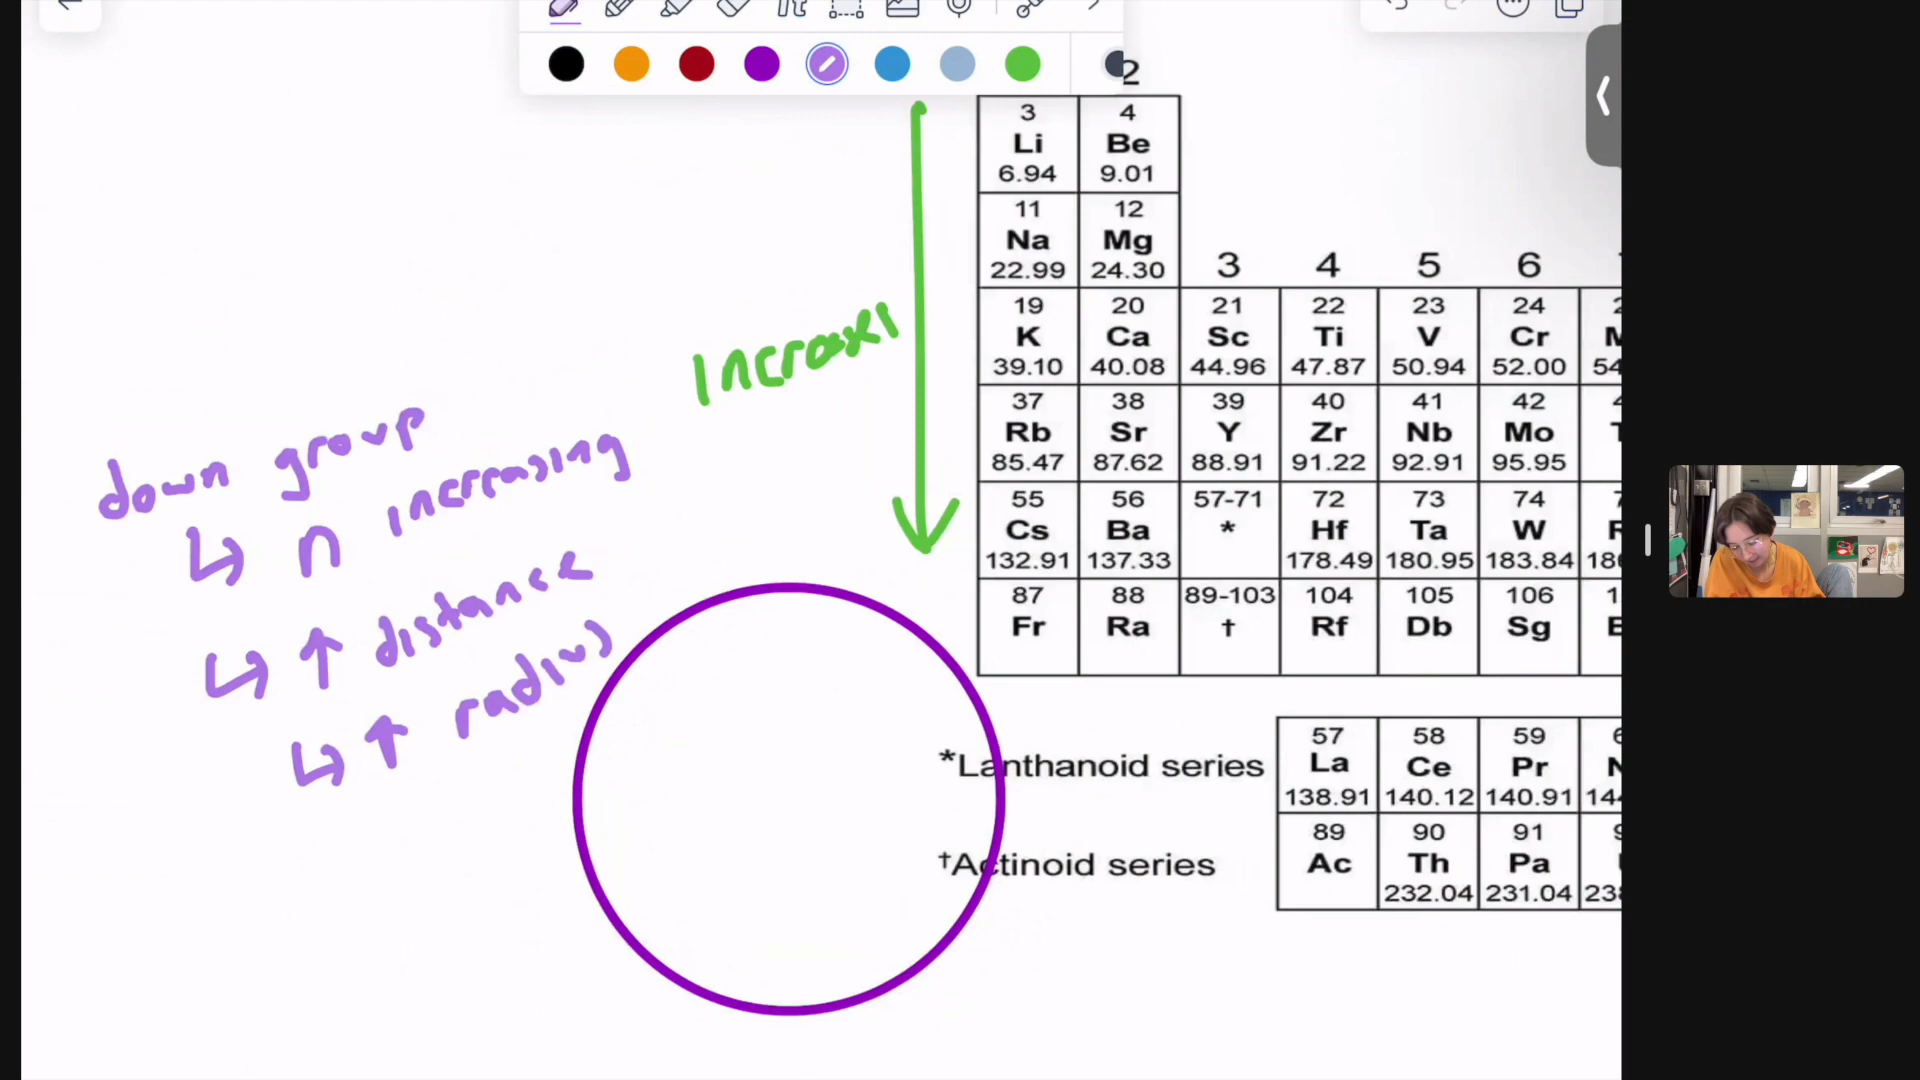 2
3 4
Li Be
6.94 9.01
11 12
Na Mg
22.99 24.30 3 4 5 6
19 20 21 22 23 24
K Ca Sc Ti V Cr
39.10 40.08 44.96 47.87 50.94 52.00 54
37 38 39 40 41 42
Rb Sr Y Zr Nb Mo
85.47 87.62 88.91 91.22 92.91 95.95
55 56 57-71 72 73 74
Cs Ba * Hf Ta W
132.91 137.33 178.49 180.95 183.84 186
87 88 89-103 104 105 106
Fr Ra † Rf Db Sg
Increases
down group
↳ n increasing
↳ ↑ distance
↳ ↑ radius
57 58 59
*Lanthanoid series La Ce Pr
138.91 140.12 140.91 144
89 90 91
†Actinoid series Ac Th Pa
232.04 231.04 238